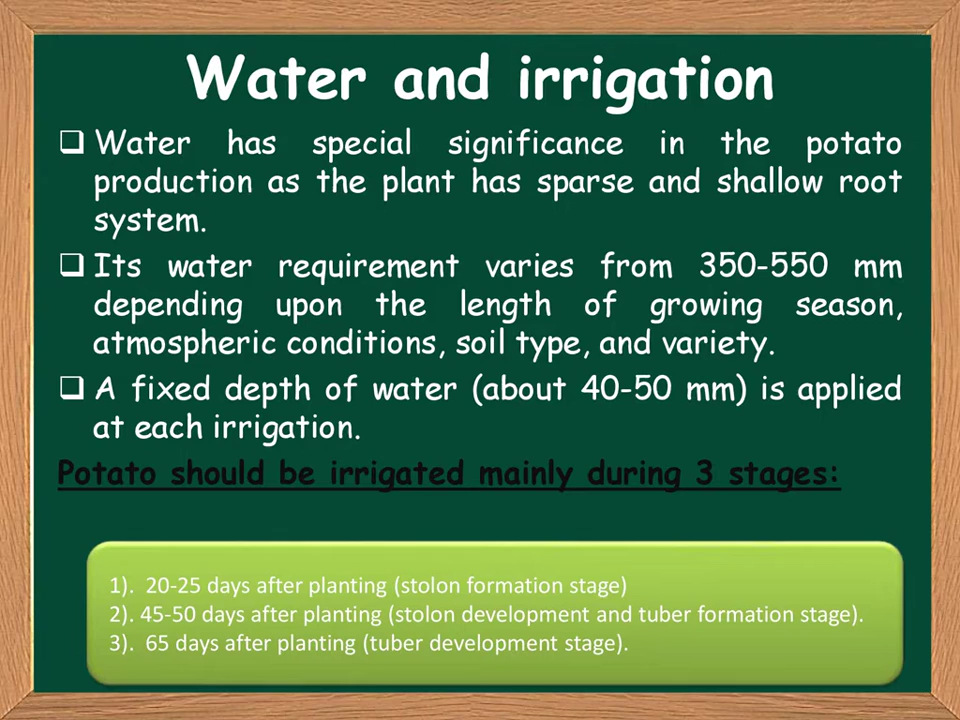 Water and irrigation
❑ Water has special significance in the potato
production as the plant has sparse and shallow root
system.
❑ Its water requirement varies from 350-550 mm
depending upon the length of growing season,
atmospheric conditions, soil type, and variety.
❑ A fixed depth of water (about 40-50 mm) is applied
at each irrigation.
Potato should be irrigated mainly during 3 stages:
1). 20-25 days after planting (stolon formation stage)
2). 45-50 days after planting (stolon development and tuber formation stage).
3). 65 days after planting (tuber development stage).